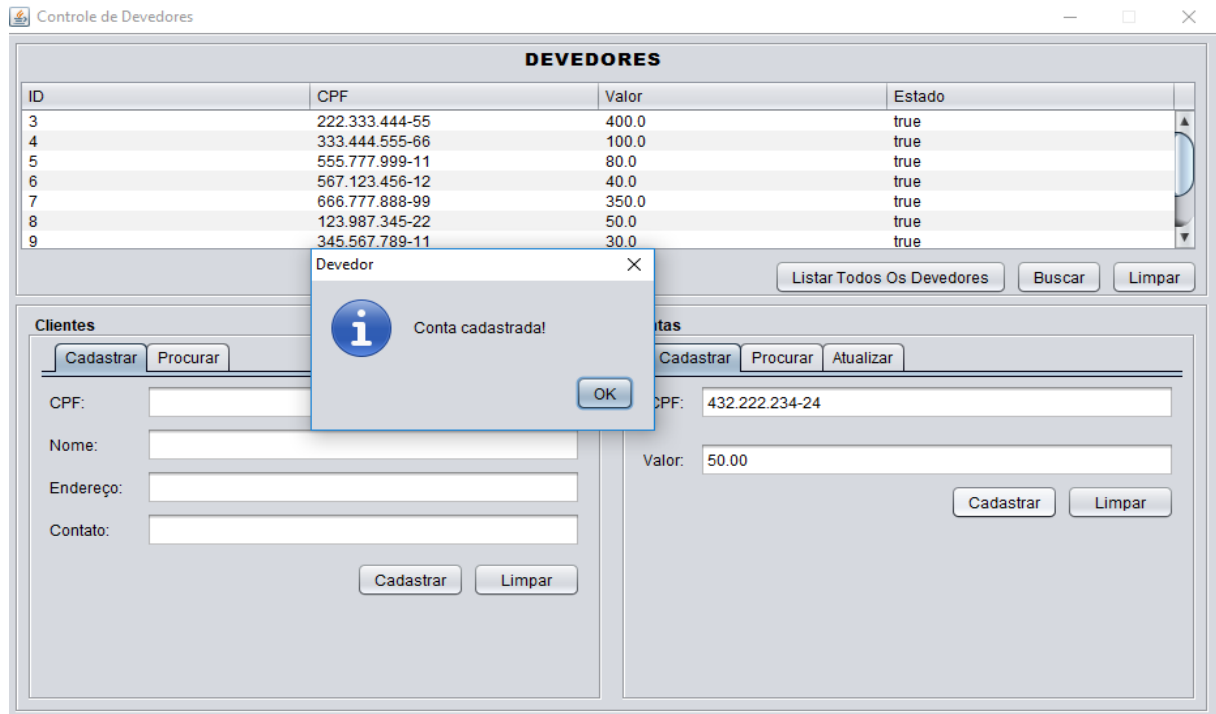 Controle de Devedores
DEVEDORES
ID CPF Valor Estado
3 222.333.444-55 400.0 true
4 333.444.555-66 100.0 true
5 555.777.999-11 80.0 true
6 567.123.456-12 40.0 true
7 666.777.888-99 350.0 true
8 123.987.345-22 50.0 true
9 345.567.789-11 30.0 true
Listar Todos Os Devedores Buscar Limpar
Devedor
Conta cadastrada!
OK
Clientes
Cadastrar Procurar
CPF:
Nome:
Endereço:
Contato:
Cadastrar Limpar
tas
Cadastrar Procurar Atualizar
CPF: 432.222.234-24
Valor: 50.00
Cadastrar Limpar